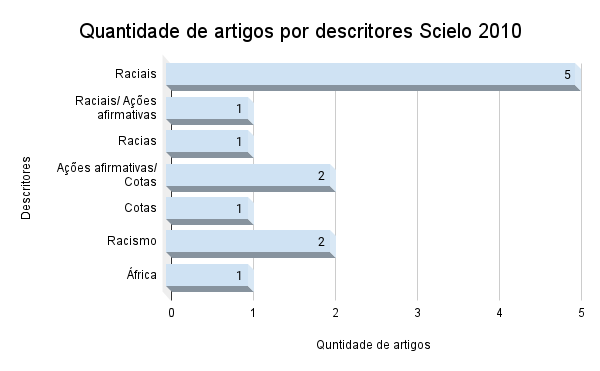 Quantidade de artigos por descritores Scielo 2010
Descritores
Raciais
5
Raciais/ Ações
afirmativas
1
Racias
1
Ações afirmativas/
Cotas
2
Cotas
1
Racismo
2
África
1
0 1 2 3 4 5
Quntidade de artigos